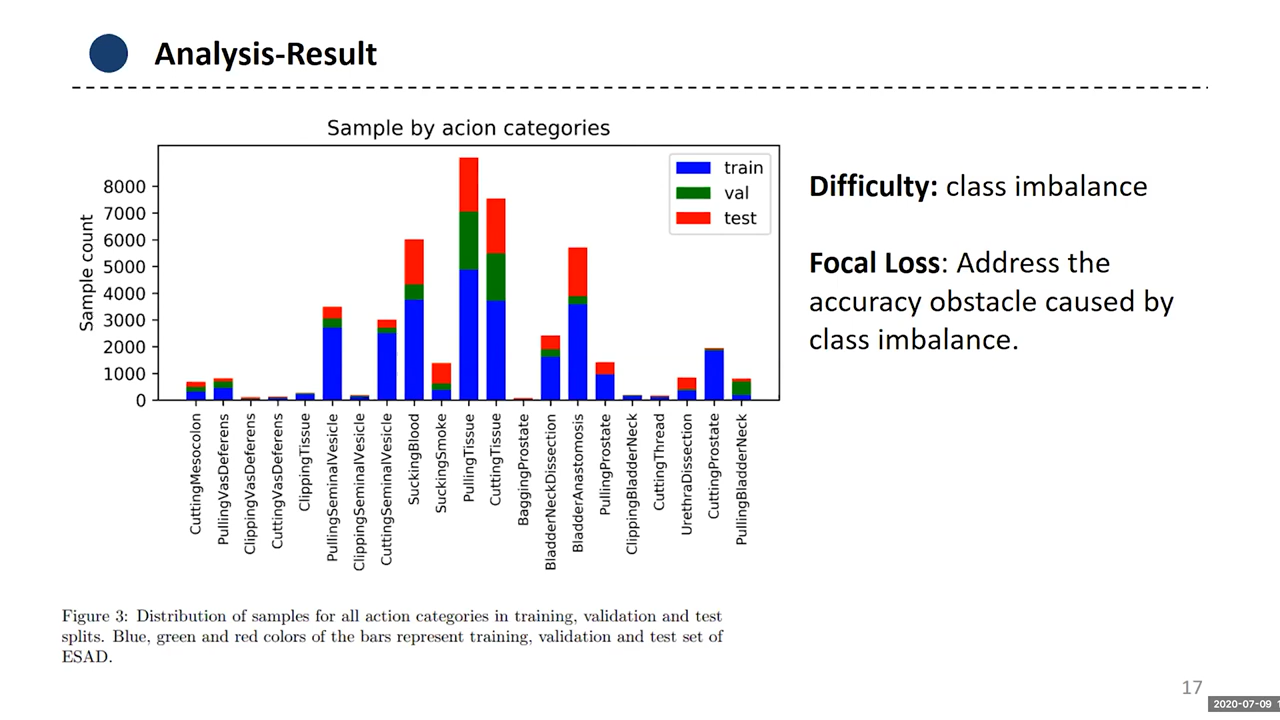 Analysis-Result
Sample by acion categories
train
val
test
Sample count
8000
7000
6000
5000
4000
3000
2000
1000
0
CuttingMesocolon
PullingVasDeferens
ClippingVasDeferens
CuttingVasDeferens
ClippingTissue
PullingSeminalVesicle
ClippingSeminalVesicle
CuttingSeminalVesicle
SuckingBlood
SuckingSmoke
PullingTissue
CuttingTissue
BaggingProstate
BladderNeckDissection
BladderAnastomosis
PullingProstate
ClippingBladderNeck
CuttingThread
UrethraDissection
CuttingProstate
PullingBladderNeck
Difficulty: class imbalance
Focal Loss: Address the
accuracy obstacle caused by
class imbalance.
Figure 3: Distribution of samples for all action categories in training, validation and test
splits. Blue, green and red colors of the bars represent training, validation and test set of
ESAD.
17
2020-07-09